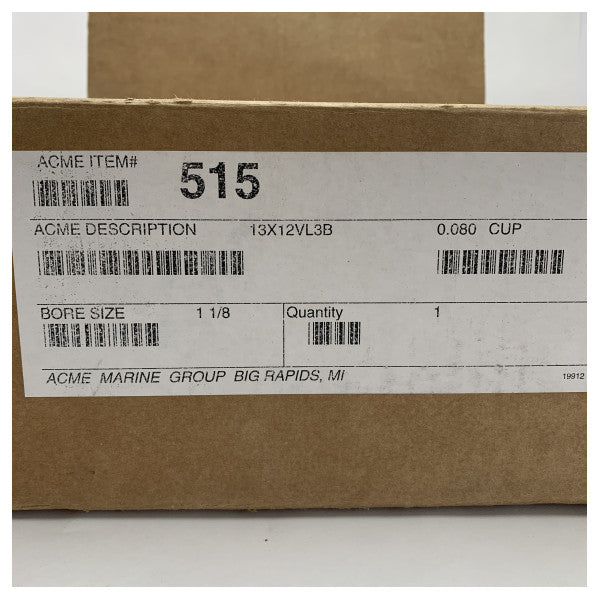 ACME ITEM# 515
ACME DESCRIPTION 13X12VL3B 0.080 CUP
BORE SIZE 1 1/8 Quantity 1
ACME MARINE GROUP BIG RAPIDS, MI 19912